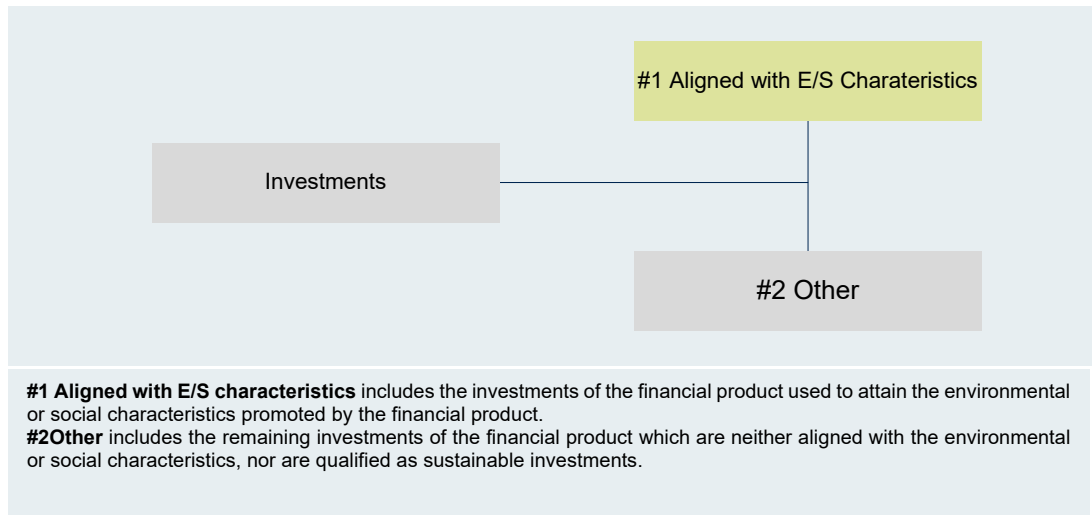 #1 Aligned with E/S Charateristics
Investments
#2 Other
#1 Aligned with E/S characteristics includes the investments of the financial product used to attain the environmental
or social characteristics promoted by the financial product.
#2Other includes the remaining investments of the financial product which are neither aligned with the environmental
or social characteristics, nor are qualified as sustainable investments.